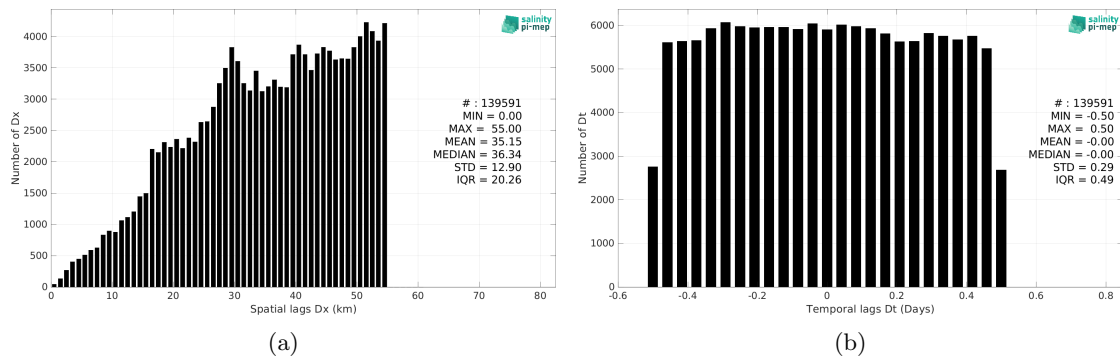 4000
3500
3000
2500
2000
1500
1000
500
0
Number of Dx
salinity
pi-mep
# : 139591
MIN = 0.00
MAX = 55.00
MEAN = 35.15
MEDIAN = 36.34
STD = 12.90
IQR = 20.26
0 10 20 30 40 50 60 70 80
Spatial lags Dx (km)
(a)
6000
5000
4000
3000
2000
1000
0
Number of Dt
salinity
pi-mep
# : 139591
MIN = -0.50
MAX = 0.50
MEAN = -0.00
MEDIAN = -0.00
STD = 0.29
IQR = 0.49
-0.6 -0.4 -0.2 0 0.2 0.4 0.6 0.8
Temporal lags Dt (Days)
(b)